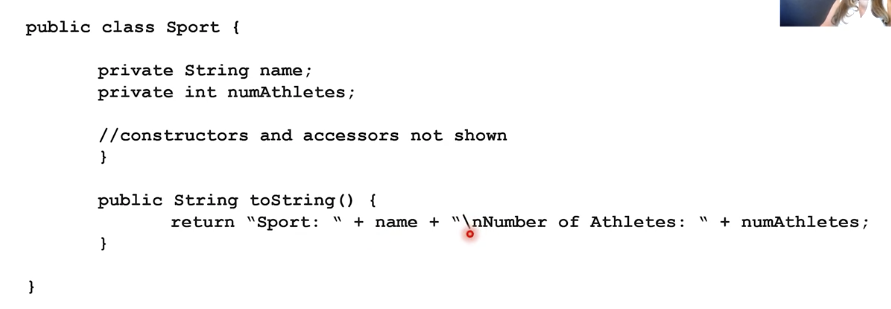 public class Sport {
private String name;
private int numAthletes;
//constructors and accessors not shown
}
public String toString() {
return “Sport: “ + name + “\nNumber of Athletes: “ + numAthletes;
}
}